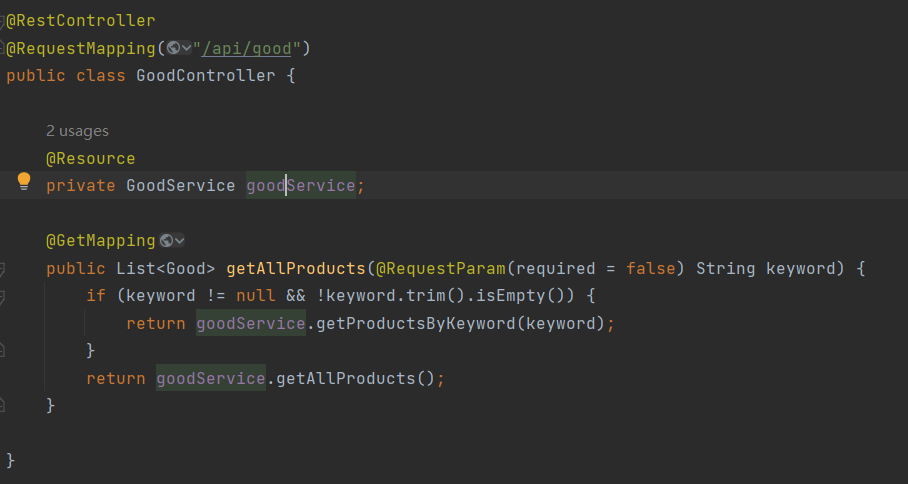 @RestController
@RequestMapping("/api/good")
public class GoodController {
2 usages
@Resource
private GoodService goodService;
@GetMapping
public List<Good> getAllProducts(@RequestParam(required = false) String keyword) {
if (keyword != null && !keyword.trim().isEmpty()) {
return goodService.getProductsByKeyword(keyword);
}
return goodService.getAllProducts();
}
}